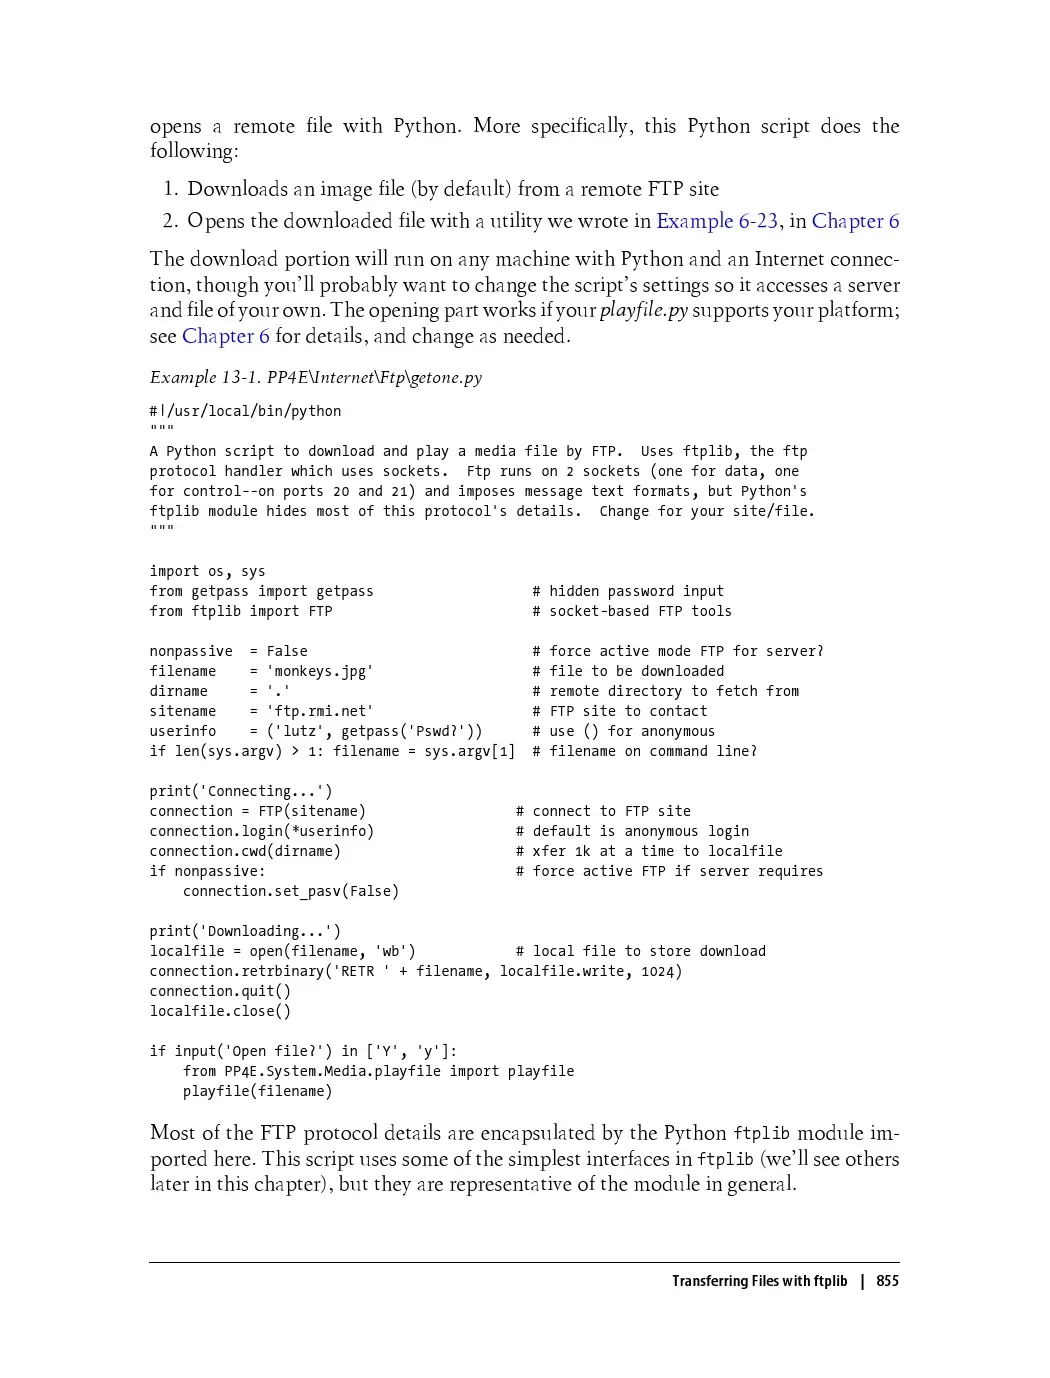 opens a remote file with Python. More specifically, this Python script does the
following:
1. Downloads an image file (by default) from a remote FTP site
2. Opens the downloaded file with a utility we wrote in Example 6-23, in Chapter 6
The download portion will run on any machine with Python and an Internet connec-
tion, though you’ll probably want to change the script’s settings so it accesses a server
and file of your own. The opening part works if your playfile.py supports your platform;
see Chapter 6 for details, and change as needed.
Example 13-1. PP4E\Internet\Ftp\getone.py
#!/usr/local/bin/python
"""
A Python script to download and play a media file by FTP.  Uses ftplib, the ftp
protocol handler which uses sockets.  Ftp runs on 2 sockets (one for data, one
for control--on ports 20 and 21) and imposes message text formats, but Python's
ftplib module hides most of this protocol's details.  Change for your site/file.
"""
import os, sys
from getpass import getpass                   # hidden password input
from ftplib import FTP                        # socket-based FTP tools
nonpassive  = False                           # force active mode FTP for server?
filename    = 'monkeys.jpg'                   # file to be downloaded
dirname     = '.'                             # remote directory to fetch from
sitename    = 'ftp.rmi.net'                   # FTP site to contact
userinfo    = ('lutz', getpass('Pswd?'))      # use () for anonymous
if len(sys.argv) > 1: filename = sys.argv[1]  # filename on command line?
print('Connecting...')
connection = FTP(sitename)                  # connect to FTP site
connection.login(*userinfo)                 # default is anonymous login
connection.cwd(dirname)                     # xfer 1k at a time to localfile
if nonpassive:                              # force active FTP if server requires
    connection.set_pasv(False)
print('Downloading...')
localfile = open(filename, 'wb')            # local file to store download
connection.retrbinary('RETR ' + filename, localfile.write, 1024)
connection.quit()
localfile.close()
if input('Open file?') in ['Y', 'y']:
    from PP4E.System.Media.playfile import playfile
    playfile(filename)
Most of the FTP protocol details are encapsulated by the Python ftplib module im-
ported here. This script uses some of the simplest interfaces in ftplib (we’ll see others
later in this chapter), but they are representative of the module in general.
Transferring Files with ftplib | 855